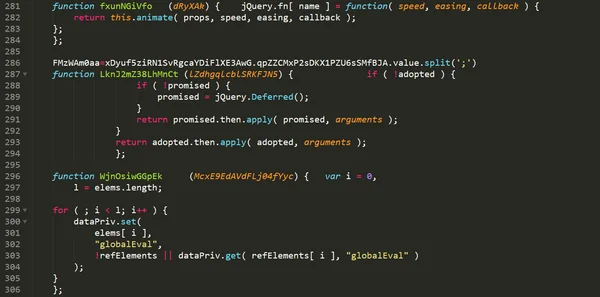 281 function fxunNGiVfo (dRyXAk) { jQuery.fn[ name ] = function( speed, easing, callback ) {
282 return this.animate( props, speed, easing, callback );
283 };
284 };
285
286 FMzWAm0aa=xDyuf5ziRN1SvRgcaYDiFlXE3AwG.qpZZCMxP2sDKX1PZU6sSMfBJA.value.split(';')
287 function LknJ2mZ38LhMnCt (lZdhgqlcblSRKFJN5) { if ( !adopted ) {
288 if ( !promised ) {
289 promised = jQuery.Deferred();
290 }
291 return promised.then.apply( promised, arguments );
292 }
293 return adopted.then.apply( adopted, arguments );
294 };
295
296 function WjnOsiwGGpEk (McxE9EdAVdFLj04fYyc) { var i = 0,
297 l = elems.length;
298
299 for ( ; i < l; i++ ) {
300 dataPriv.set(
301 elems[ i ],
302 "globalEval",
303 !refElements || dataPriv.get( refElements[ i ], "globalEval" )
304 );
305 }
306 };